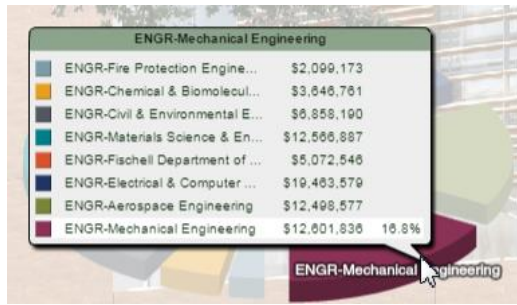 ENGR-Mechanical Engineering
ENGR-Fire Protection Engine... $2,099,173
ENGR-Chemical & Biomolecul... $3,646,761
ENGR-Civil & Environmental E... $6,858,190
ENGR-Materials Science & En... $12,566,887
ENGR-Fischell Department of ... $5,072,546
ENGR-Electrical & Computer ... $19,463,579
ENGR-Aerospace Engineering $12,498,577
ENGR-Mechanical Engineering $12,601,836 16.8%
ENGR-Mechanical Engineering